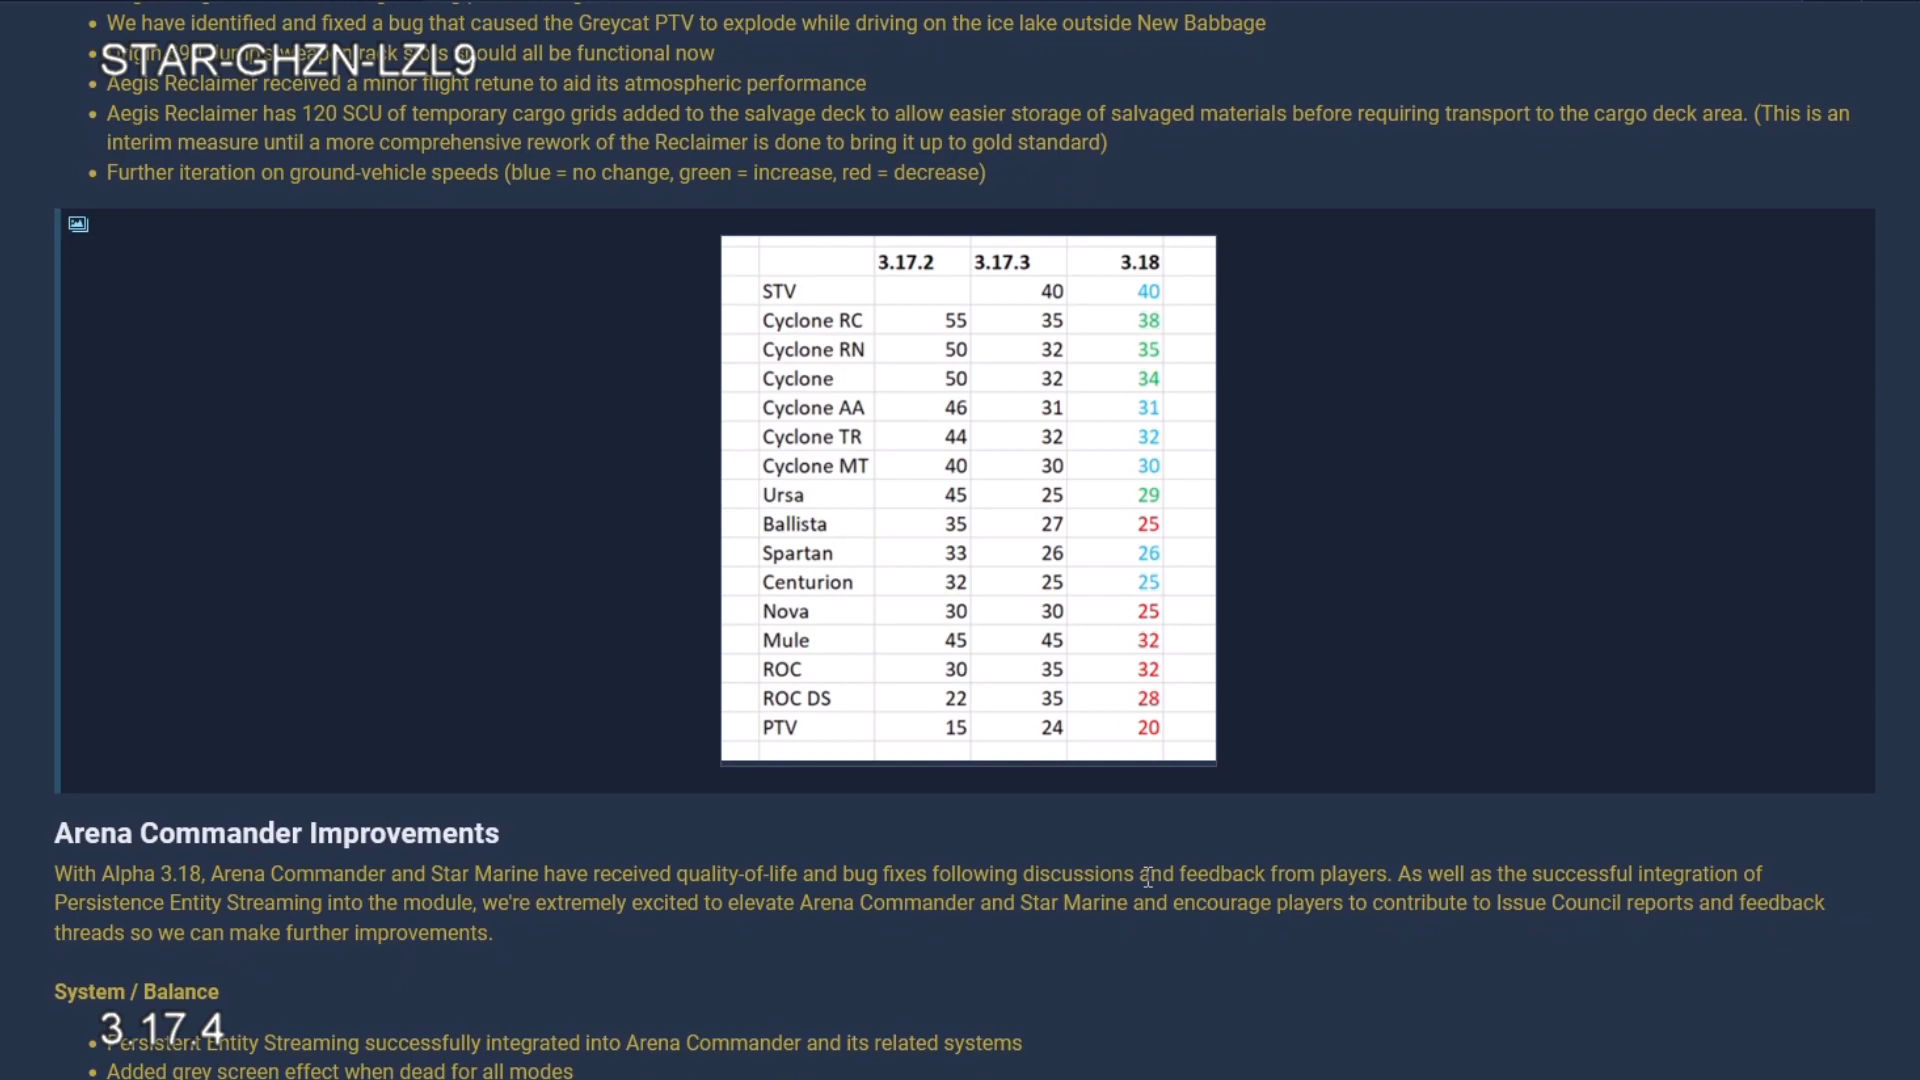 We have identified and fixed a bug that caused the Greycat PTV to explode while driving on the ice lake outside New Babbage
STAR-GHZN-LZL9
should all be functional now
Aegis Reclaimer received a minor flight retune to aid its atmospheric performance
Aegis Reclaimer has 120 SCU of temporary cargo grids added to the salvage deck to allow easier storage of salvaged materials before requiring transport to the cargo deck area. (This is an
interim measure until a more comprehensive rework of the Reclaimer is done to bring it up to gold standard)
Further iteration on ground-vehicle speeds (blue = no change, green = increase, red = decrease)
3.17.2 3.17.3 3.18
STV 40 40
Cyclone RC 55 35 38
Cyclone RN 50 32 35
Cyclone 50 32 34
Cyclone AA 46 31 31
Cyclone TR 44 32 32
Cyclone MT 40 30 30
Ursa 45 25 29
Ballista 35 27 25
Spartan 33 26 26
Centurion 32 25 25
Nova 30 30 25
Mule 45 45 32
ROC 30 35 32
ROC DS 22 35 28
PTV 15 24 20
Arena Commander Improvements
With Alpha 3.18, Arena Commander and Star Marine have received quality-of-life and bug fixes following discussions and feedback from players. As well as the successful integration of
Persistence Entity Streaming into the module, we're extremely excited to elevate Arena Commander and Star Marine and encourage players to contribute to Issue Council reports and feedback
threads so we can make further improvements.
System / Balance
3.17.4
Persistent Entity Streaming successfully integrated into Arena Commander and its related systems
Added grey screen effect when dead for all modes